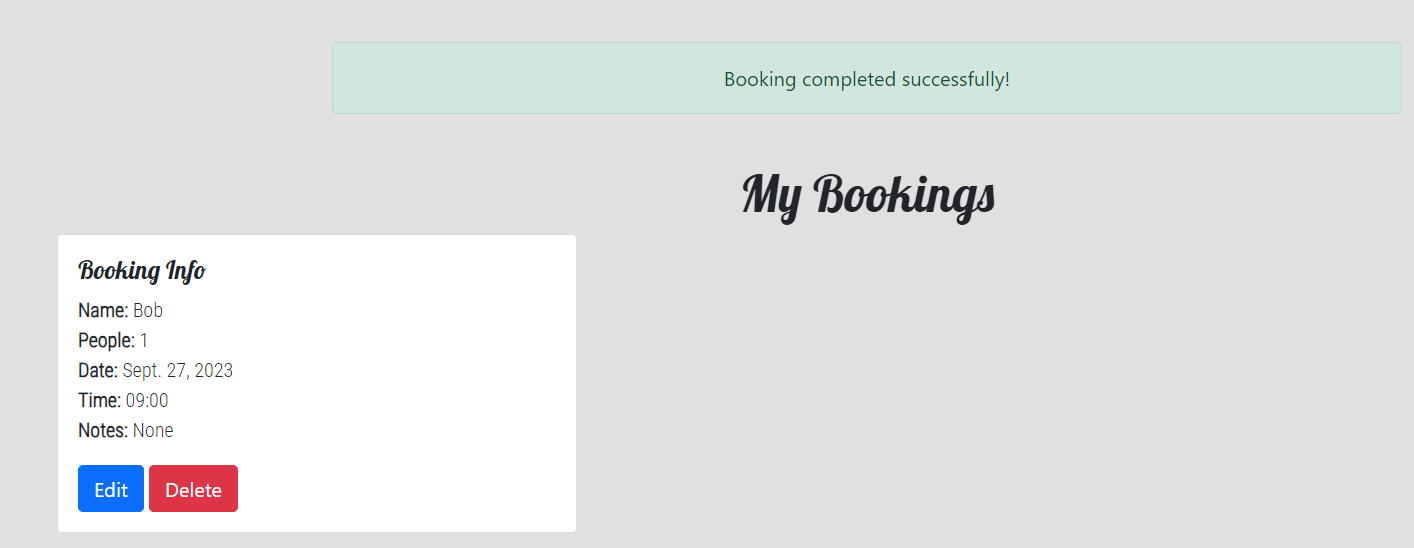 Booking completed successfully!
My Bookings
Booking Info
Name: Bob
People: 1
Date: Sept. 27, 2023
Time: 09:00
Notes: None
Edit Delete